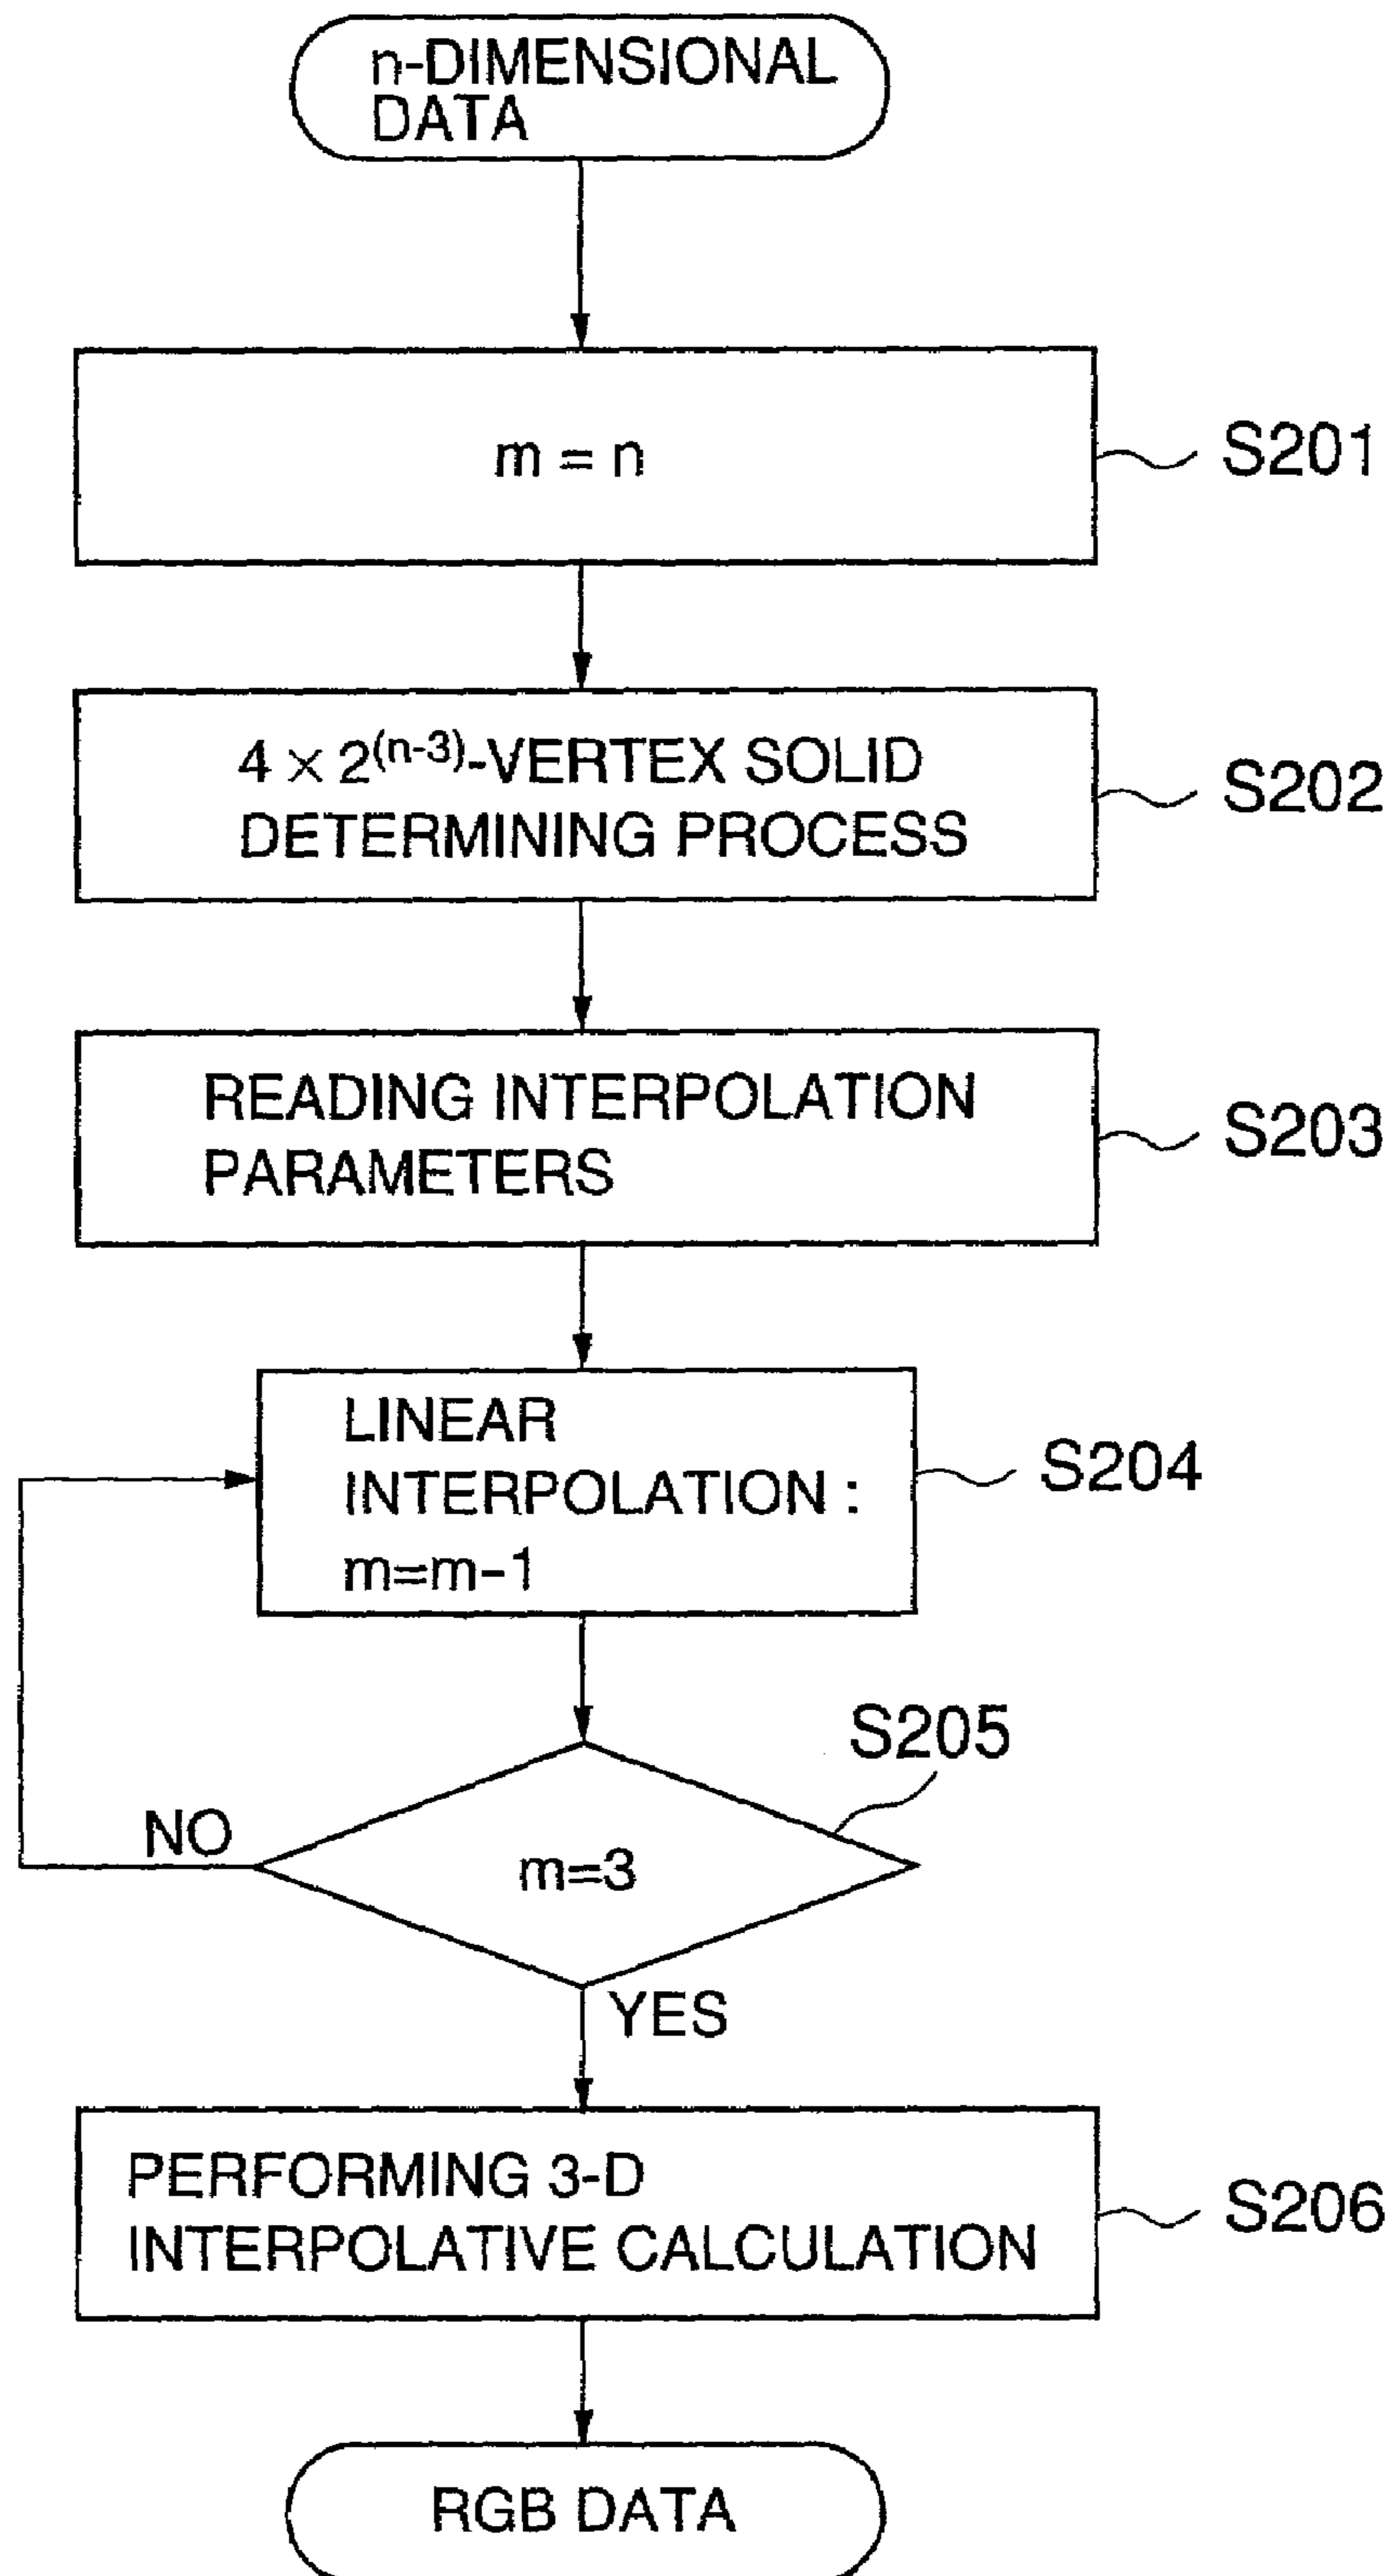 n-DIMENSIONAL
DATA
m = n
S201
4 × 2^(n-3)-VERTEX SOLID
DETERMINING PROCESS
S202
READING INTERPOLATION
PARAMETERS
S203
LINEAR
INTERPOLATION :
m=m-1
S204
S205
NO
m=3
YES
PERFORMING 3-D
INTERPOLATIVE CALCULATION
S206
RGB DATA